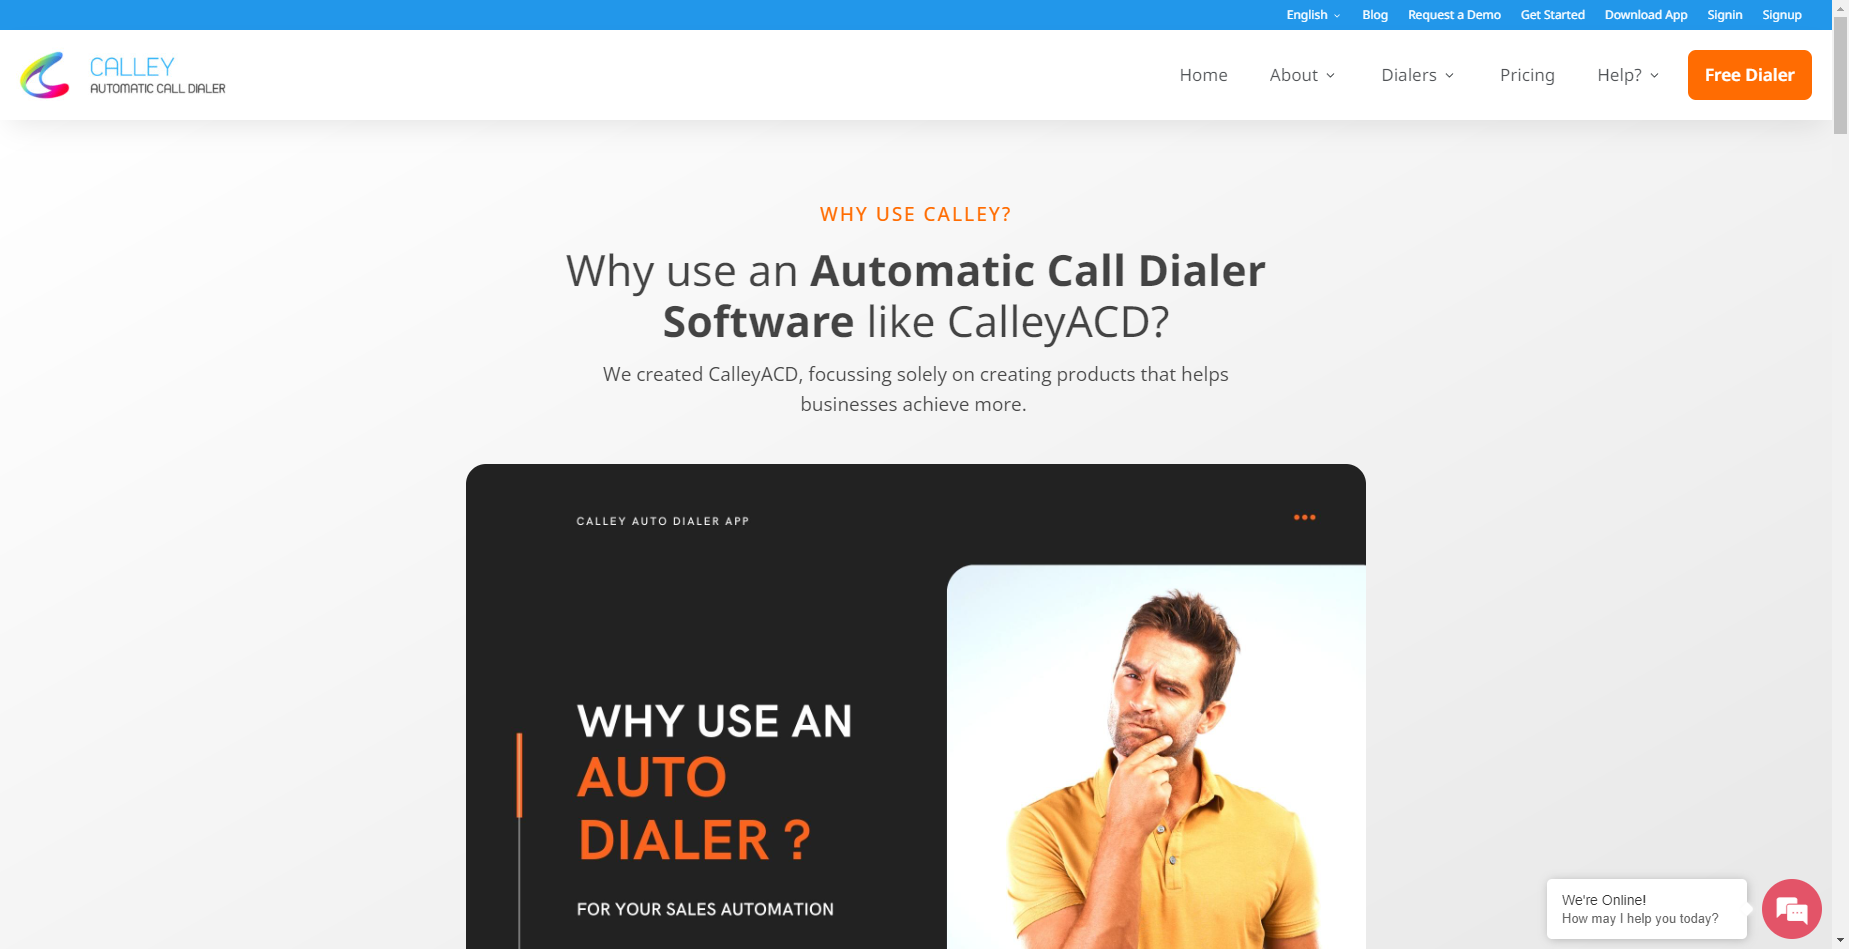 English Blog Request a Demo Get Started Download App Signin Signup
CALLEY
AUTOMATIC CALL DIALER
Home About Dialers Pricing Help? Free Dialer
WHY USE CALLEY?
Why use an Automatic Call Dialer
Software like CalleyACD?
We created CalleyACD, focussing solely on creating products that helps
businesses achieve more.
CALLEY AUTO DIALER APP
WHY USE AN
AUTO
DIALER ?
FOR YOUR SALES AUTOMATION
We're Online!
How may I help you today?